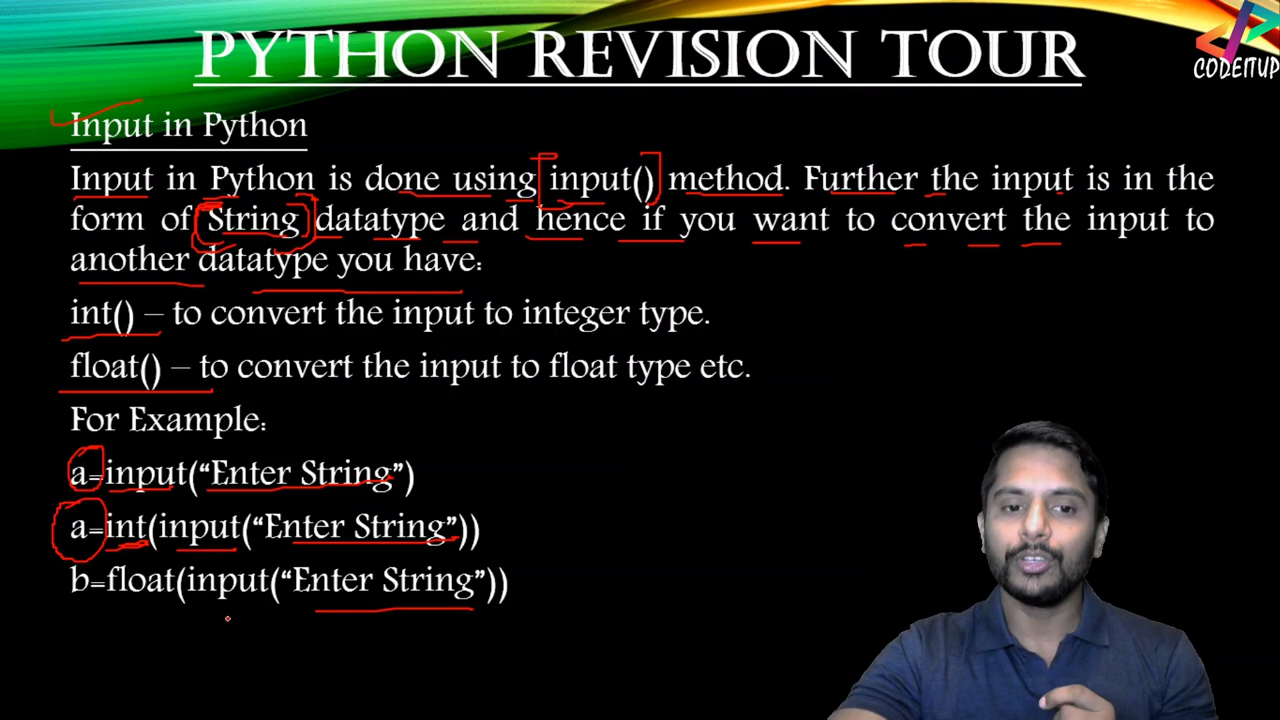 PYTHON REVISION TOUR
CODEITUP
Input in Python
Input in Python is done using input() method. Further the input is in the
form of String datatype and hence if you want to convert the input to
another datatype you have:
int() – to convert the input to integer type.
float() – to convert the input to float type etc.
For Example:
a=input(“Enter String”)
a=int(input(“Enter String”))
b=float(input(“Enter String”))